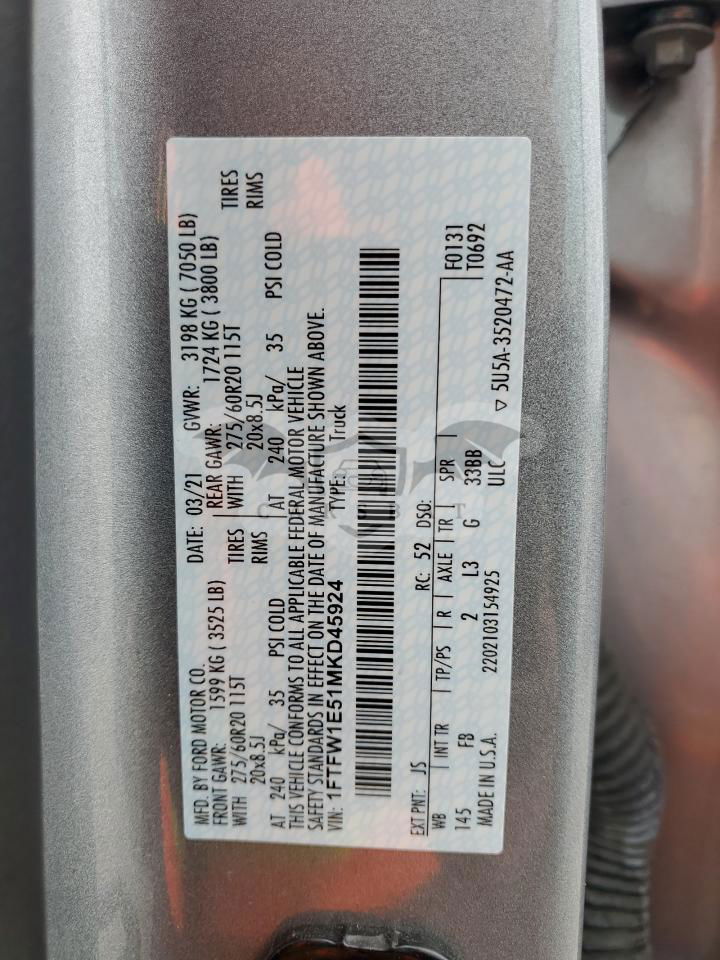 MFD. BY FORD MOTOR CO. DATE: 03/21 GVWR: 3198 KG ( 7050 LB)
FRONT GAWR: 1599 KG ( 3525 LB) REAR GAWR: 1724 KG ( 3800 LB)
WITH 275/60R20 115T TIRES WITH 275/60R20 115T TIRES
20x8.5J RIMS 20x8.5J RIMS
AT 240 kPa/ 35 PSI COLD AT 240 kPa/ 35 PSI COLD
THIS VEHICLE CONFORMS TO ALL APPLICABLE FEDERAL MOTOR VEHICLE
SAFETY STANDARDS IN EFFECT ON THE DATE OF MANUFACTURE SHOWN ABOVE.
VIN: 1FTFW1E51MKD45924 TYPE: Truck
EXT PNT: JS RC: 52 DSO:
WB INT TR TP/PS R AXLE TR SPR F0131
145 FB 2 L3 G 33BB T0692
MADE IN U.S.A. 2202103154925 ULC ▽ 5U5A-3520472-AA